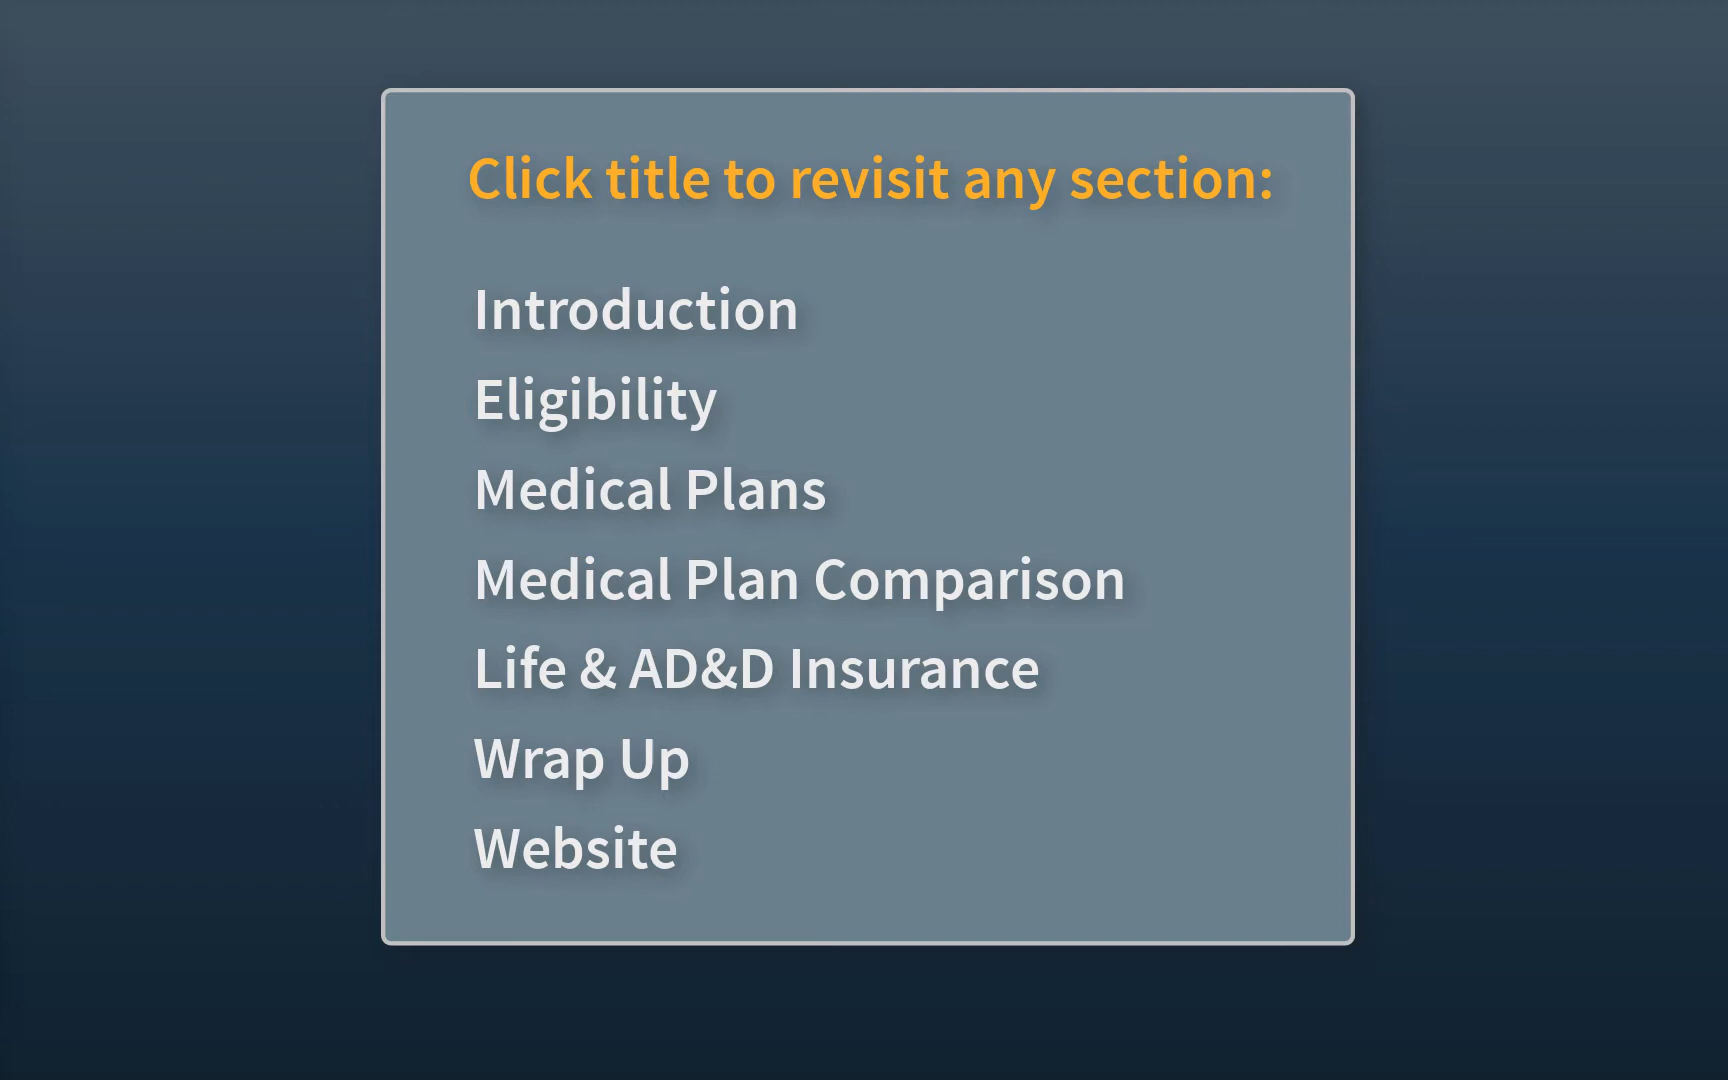 Click title to revisit any section:
Introduction
Eligibility
Medical Plans
Medical Plan Comparison
Life & AD&D Insurance
Wrap Up
Website